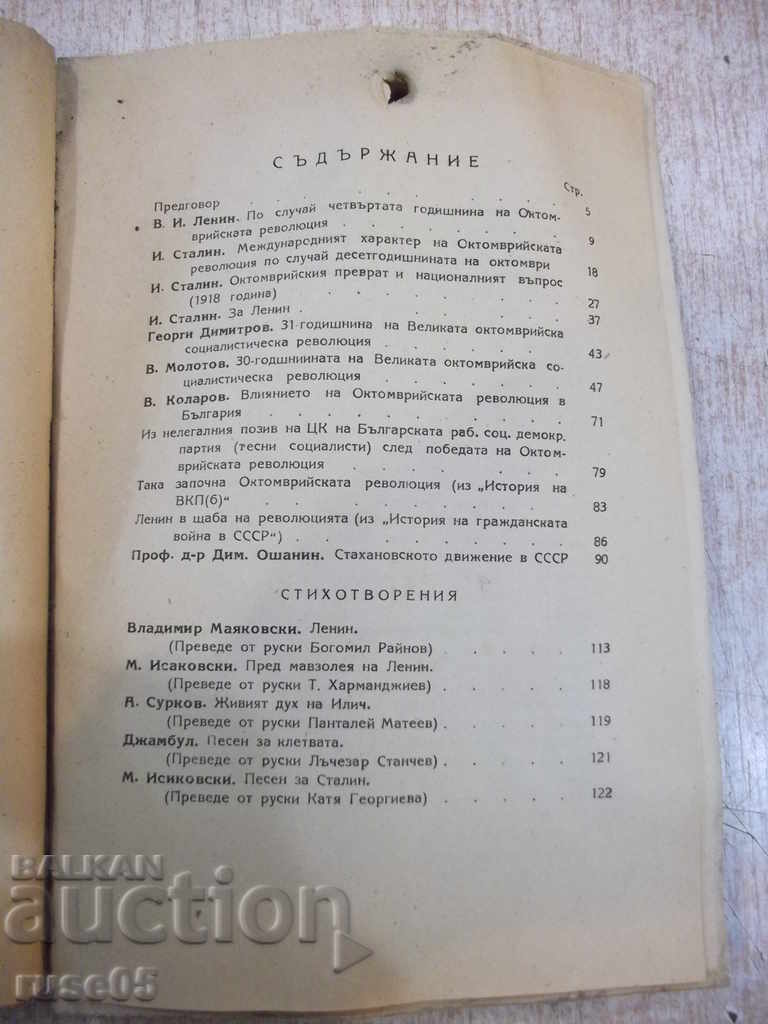 СЪДЪРЖАНИЕ
Стр.
Предговор . . . . . . . . . 5
В. И. Ленин. По случай четвъртата годишнина на Октом-
врийската революция . . . . . . . 9
И. Сталин. Международният характер на Октомврийската
революция по случай десетгодишнината на октомври 18
И. Сталин. Октомврийския преврат и националният въпрос
(1918 година) . . . . . . . 27
И. Сталин. За Ленин . . . . . . . 37
Георги Димитров. 31-годишнина на Великата октомврийска
социалистическа революция . . . . . . 43
В. Молотов. 30-годшниината на Великата октомврийска со-
циалистическа революция . . . . . . 47
В. Коларов. Влиянието на Октомврийската революция в
България . . . . . . . . . 71
Из нелегалния позив на ЦК на Българската раб. соц. демокр.
партия (тесни социалисти) след победата на Октом-
врийската революция . . . . . . . 79
Така започна Октомврийската революция (из „История на
ВКП(б)“ . . . . . . . . . 83
Ленин в щаба на революцията (из „История на гражданската
война в СССР“) . . . . . . . . 86
Проф. д-р Дим. Ошанин. Стахановското движение в СССР 90
СТИХОТВОРЕНИЯ
Владимир Маяковски. Ленин.
(Преведе от руски Богомил Райнов) . . . . . 113
М. Исаковски. Пред мавзолея на Ленин.
(Преведе от руски Т. Харманджиев) . . . . . 118
А. Сурков. Живият дух на Илич.
(Преведе от руски Панталей Матеев) . . . . . 119
Джамбул. Песен за клетвата.
(Преведе от руски Лъчезар Станчев) . . . . . 121
М. Исиковски. Песен за Сталин.
(Преведе от руски Катя Георгиева) . . . . . 122
BALKAN
auction
ruse05